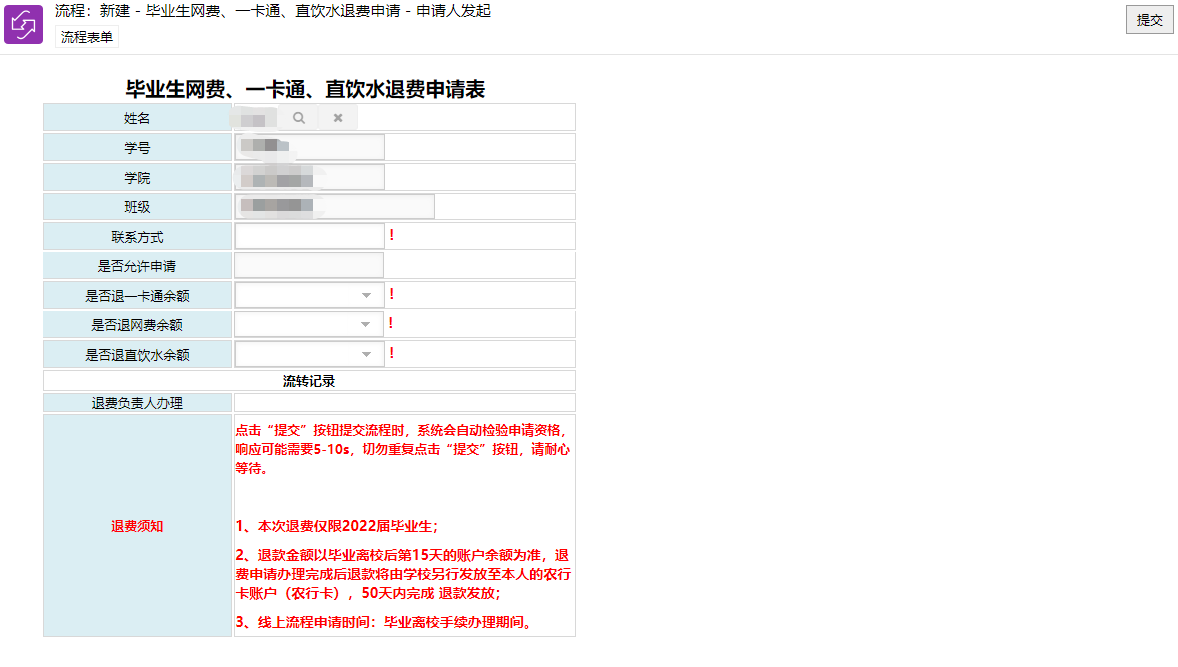 流程：新建 - 毕业生网费、一卡通、直饮水退费申请 - 申请人发起
提交
流程表单
毕业生网费、一卡通、直饮水退费申请表
姓名
学号
学院
班级
联系方式 !
是否允许申请
是否退一卡通余额 !
是否退网费余额 !
是否退直饮水余额 !
流转记录
退费负责人办理
退费须知
点击“提交”按钮提交流程时，系统会自动检验申请资格，
响应可能需要5-10s，切勿重复点击“提交”按钮，请耐心
等待。
1、本次退费仅限2022届毕业生；
2、退款金额以毕业离校后第15天的账户余额为准，退
费申请办理完成后退款将由学校另行发放至本人的农行
卡账户（农行卡），50天内完成 退款发放；
3、线上流程申请时间：毕业离校手续办理期间。